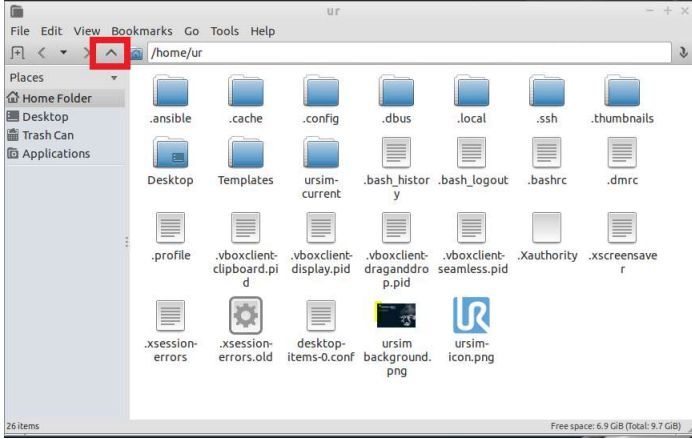 ur
File Edit View Bookmarks Go Tools Help
/home/ur
Places
Home Folder
Desktop
Trash Can
Applications
.ansible .cache .config .dbus .local .ssh .thumbnails
Desktop Templates ursim- .bash_histor .bash_logout .bashrc .dmrc
current y
.profile .vboxclient- .vboxclient- .vboxclient- .vboxclient- .Xauthority .xscreensave
clipboard.pi display.pid draganddro seamless.pid r
d p.pid
.xsession- .xsession- desktop- ursim ursim-
errors errors.old items-0.conf background. icon.png
png
UR
26 items Free space: 6.9 GiB (Total: 9.7 GiB)